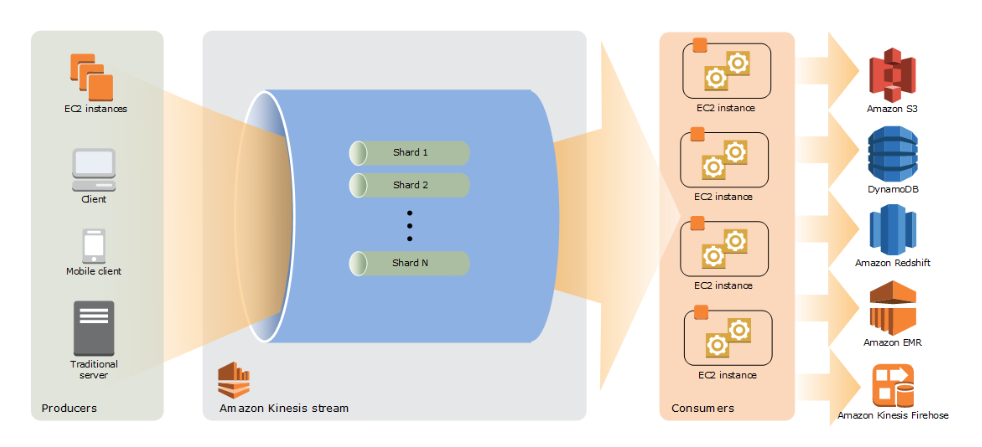 EC2 instances
Client
Mobile client
Traditional
server
Producers
Shard 1
Shard 2
Shard N
Amazon Kinesis stream
EC2 instance
EC2 instance
EC2 instance
EC2 instance
Consumers
Amazon S3
DynamoDB
Amazon Redshift
Amazon EMR
Amazon Kinesis Firehose